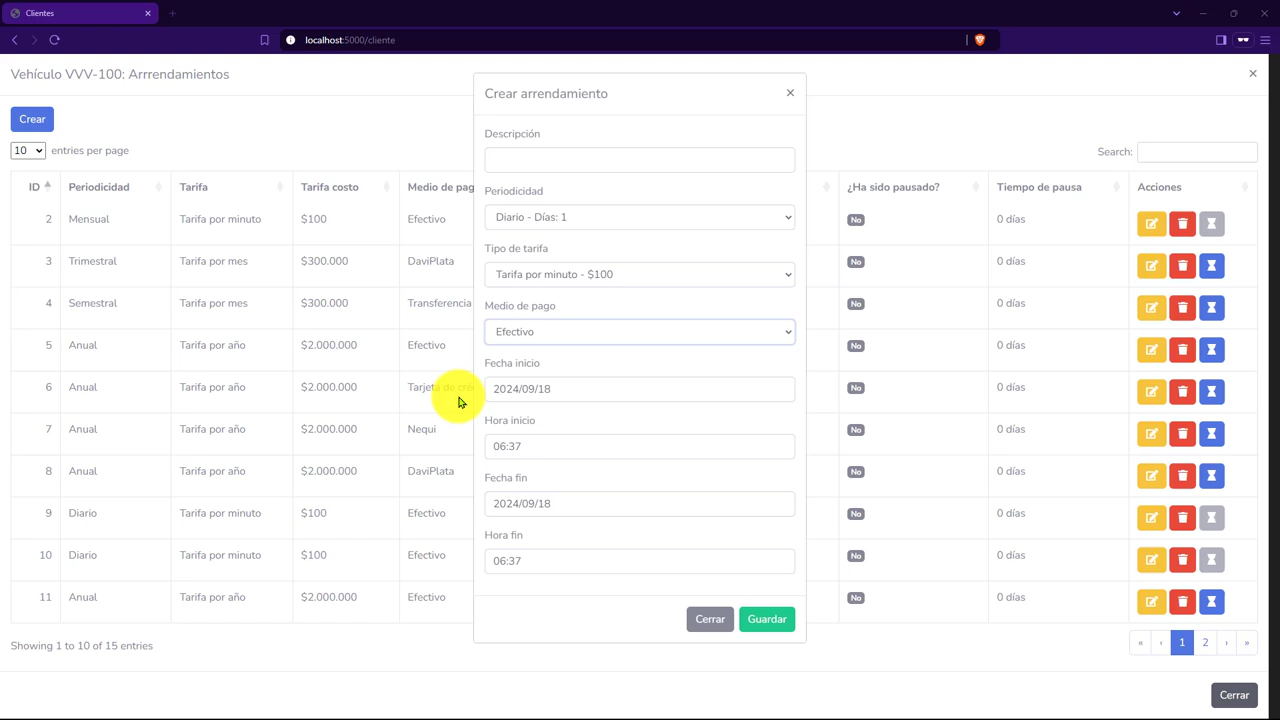 Clientes
localhost:5000/cliente
Vehículo VVV-100: Arrrendamientos
Crear
10 entries per page
Search:
ID Periodicidad Tarifa Tarifa costo Medio de pag ¿Ha sido pausado? Tiempo de pausa Acciones
2 Mensual Tarifa por minuto $100 Efectivo No 0 días
3 Trimestral Tarifa por mes $300.000 DaviPlata No 0 días
4 Semestral Tarifa por mes $300.000 Transferencia No 0 días
5 Anual Tarifa por año $2.000.000 Efectivo No 0 días
6 Anual Tarifa por año $2.000.000 Tarjeta de cré No 0 días
7 Anual Tarifa por año $2.000.000 Nequi No 0 días
8 Anual Tarifa por año $2.000.000 DaviPlata No 0 días
9 Diario Tarifa por minuto $100 Efectivo No 0 días
10 Diario Tarifa por minuto $100 Efectivo No 0 días
11 Anual Tarifa por año $2.000.000 Efectivo No 0 días
Showing 1 to 10 of 15 entries
« ‹ 1 2 › »
Cerrar
Crear arrendamiento
Descripción
Periodicidad
Diario - Días: 1
Tipo de tarifa
Tarifa por minuto - $100
Medio de pago
Efectivo
Fecha inicio
2024/09/18
Hora inicio
06:37
Fecha fin
2024/09/18
Hora fin
06:37
Cerrar Guardar